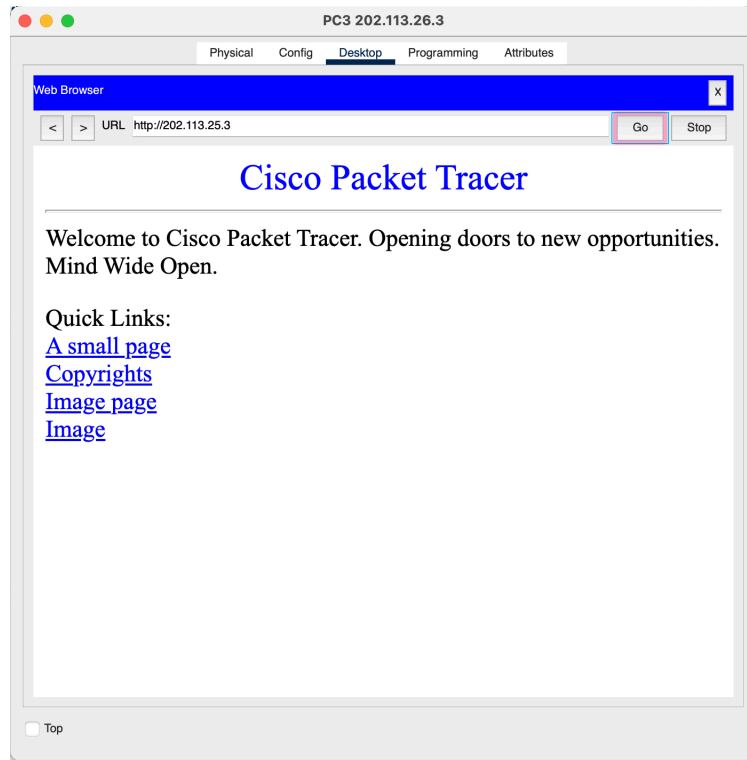 PC3 202.113.26.3
Physical Config Desktop Programming Attributes
Web Browser
X
< > URL http://202.113.25.3 Go Stop
Cisco Packet Tracer
Welcome to Cisco Packet Tracer. Opening doors to new opportunities.
Mind Wide Open.
Quick Links:
A small page
Copyrights
Image page
Image
Top